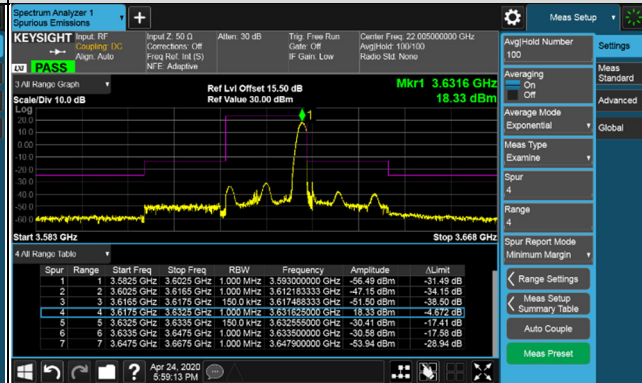 Spectrum Analyzer 1
Spurious Emissions
Meas Setup
KEYSIGHT
Input: RF
Coupling: DC
Align: Auto
Input Z: 50 Ω
Corrections: Off
Freq Ref: Int (S)
NFE: Adaptive
Atten: 30 dB
Trig: Free Run
Gate: Off
IF Gain: Low
Center Freq: 22.005000000 GHz
Avg|Hold: 100/100
Radio Std: None
LXI PASS
3 All Range Graph
Scale/Div 10.0 dB
Ref Lvl Offset 15.50 dB
Ref Value 30.00 dBm
Mkr1 3.6316 GHz
18.33 dBm
Log
20.0
10.0
0.00
-10.0
-20.0
-30.0
-40.0
-50.0
-60.0
1
Start 3.583 GHz
Stop 3.668 GHz
4 All Range Table
Spur Range Start Freq Stop Freq RBW Frequency Amplitude ΔLimit
1 1 3.5825 GHz 3.6025 GHz 1.000 MHz 3.593000000 GHz -56.49 dBm -31.49 dB
2 2 3.6025 GHz 3.6165 GHz 1.000 MHz 3.612183333 GHz -47.15 dBm -34.15 dB
3 3 3.6165 GHz 3.6175 GHz 150.0 kHz 3.617488333 GHz -51.50 dBm -38.50 dB
4 4 3.6175 GHz 3.6325 GHz 1.000 MHz 3.631625000 GHz 18.33 dBm -4.672 dB
5 5 3.6325 GHz 3.6335 GHz 150.0 kHz 3.632555000 GHz -30.41 dBm -17.41 dB
6 6 3.6335 GHz 3.6475 GHz 1.000 MHz 3.633500000 GHz -30.58 dBm -17.58 dB
7 7 3.6475 GHz 3.6675 GHz 1.000 MHz 3.647900000 GHz -53.94 dBm -28.94 dB
Avg|Hold Number
100
Averaging
On
Off
Average Mode
Exponential
Meas Type
Examine
Spur
4
Range
4
Spur Report Mode
Minimum Margin
Range Settings
Meas Setup
Summary Table
Auto Couple
Meas Preset
Settings
Meas
Standard
Advanced
Global
Apr 24, 2020
5:59:13 PM